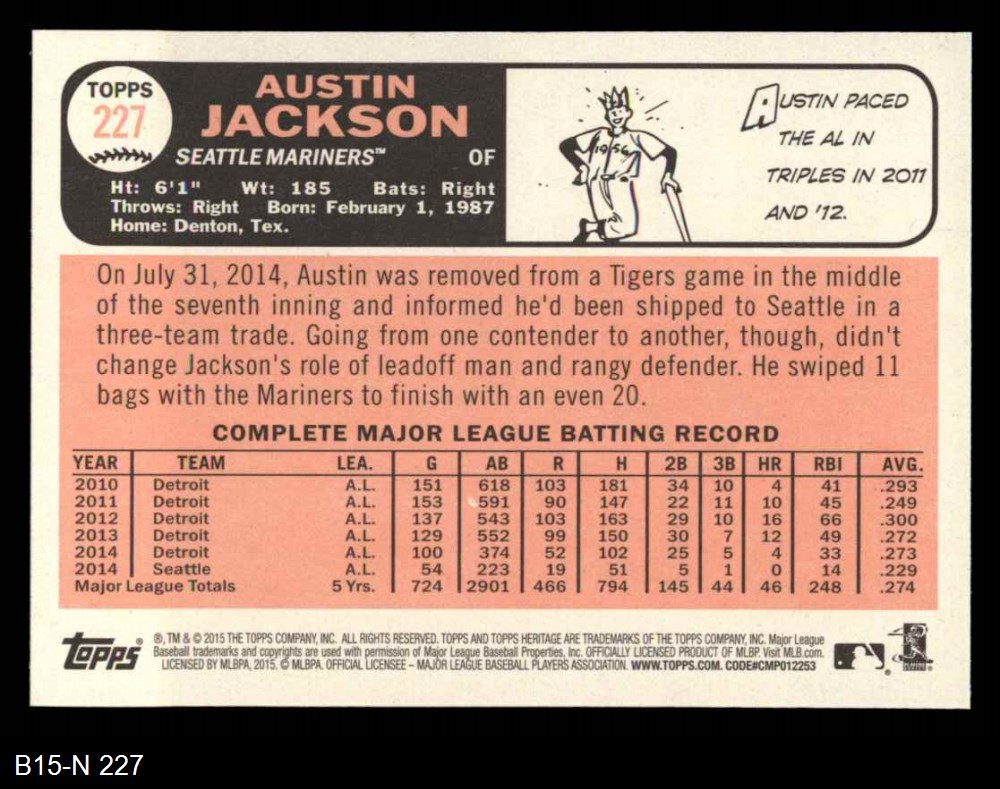 TOPPS
227
AUSTIN
JACKSON
SEATTLE MARINERS™ OF
Ht: 6'1" Wt: 185 Bats: Right
Throws: Right Born: February 1, 1987
Home: Denton, Tex.
AUSTIN PACED
THE AL IN
TRIPLES IN 2011
AND '12.
On July 31, 2014, Austin was removed from a Tigers game in the middle
of the seventh inning and informed he'd been shipped to Seattle in a
three-team trade. Going from one contender to another, though, didn't
change Jackson's role of leadoff man and rangy defender. He swiped 11
bags with the Mariners to finish with an even 20.
COMPLETE MAJOR LEAGUE BATTING RECORD
YEAR TEAM LEA. G AB R H 2B 3B HR RBI AVG.
2010 Detroit A.L. 151 618 103 181 34 10 4 41 .293
2011 Detroit A.L. 153 591 90 147 22 11 10 45 .249
2012 Detroit A.L. 137 543 103 163 29 10 16 66 .300
2013 Detroit A.L. 129 552 99 150 30 7 12 49 .272
2014 Detroit A.L. 100 374 52 102 25 5 4 33 .273
2014 Seattle A.L. 54 223 19 51 5 1 0 14 .229
Major League Totals 5 Yrs. 724 2901 466 794 145 44 46 248 .274
topps®
®, TM & © 2015 THE TOPPS COMPANY, INC. ALL RIGHTS RESERVED. TOPPS AND TOPPS HERITAGE ARE TRADEMARKS OF THE TOPPS COMPANY, INC. Major League
Baseball trademarks and copyrights are used with permission of Major League Baseball Properties, Inc. OFFICIALLY LICENSED PRODUCT OF MLBP. Visit MLB.com.
LICENSED BY MLBPA, 2015. © MLBPA. OFFICIAL LICENSEE – MAJOR LEAGUE BASEBALL PLAYERS ASSOCIATION. WWW.TOPPS.COM. CODE#CMP012253
B15-N 227